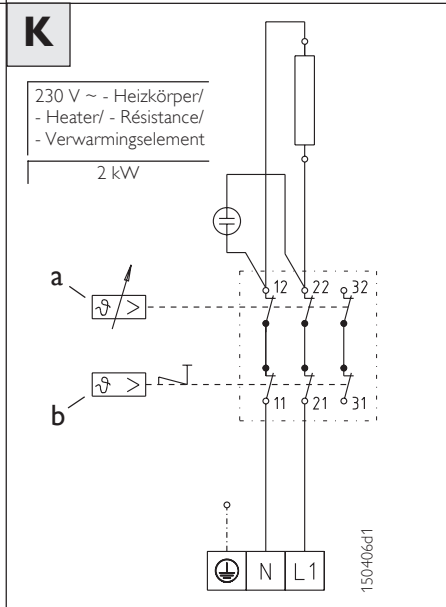 K
230 V ~ - Heizkörper/
- Heater/ - Résistance/
- Verwarmingselement
2 kW
12 22 32
a
ϑ >
ϑ >
b
11 21 31
N L1
150406d1